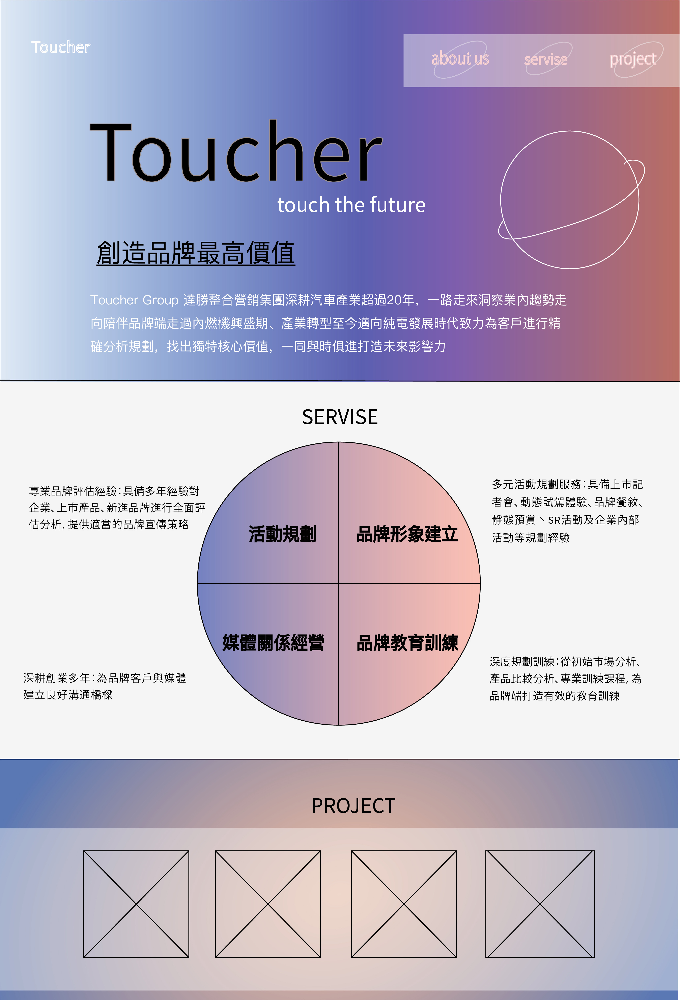 Toucher
about us
servise
project
Toucher
touch the future
創造品牌最高價值
Toucher Group 達勝整合營銷集團深耕汽車產業超過20年，一路走來洞察業內趨勢走
向陪伴品牌端走過內燃機興盛期、產業轉型至今邁向純電發展時代致力為客戶進行精
確分析規劃，找出獨特核心價值，一同與時俱進打造未來影響力
SERVISE
專業品牌評估經驗：具備多年經驗對
企業、上市產品、新進品牌進行全面評
估分析，提供適當的品牌宣傳策略
多元活動規劃服務：具備上市記
者會、動態試駕體驗、品牌餐敘、
靜態預賞丶SR活動及企業內部
活動等規劃經驗
活動規劃
品牌形象建立
媒體關係經營
品牌教育訓練
深耕創業多年：為品牌客戶與媒體
建立良好溝通橋樑
深度規劃訓練：從初始市場分析、
產品比較分析、專業訓練課程，為
品牌端打造有效的教育訓練
PROJECT